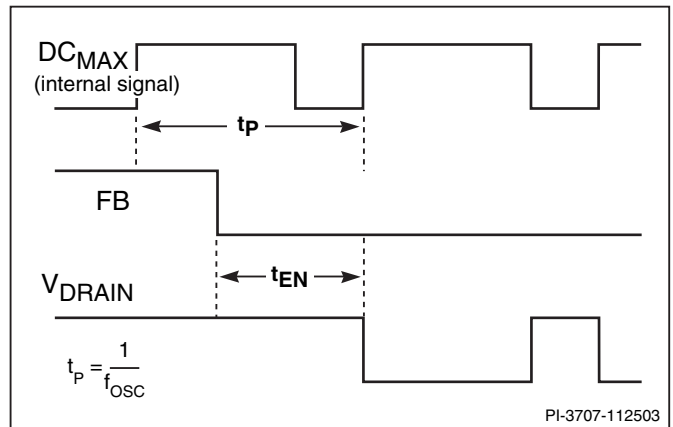 DCMAX
(internal signal)
tP
FB
tEN
VDRAIN
tP = 1/fOSC
PI-3707-112503